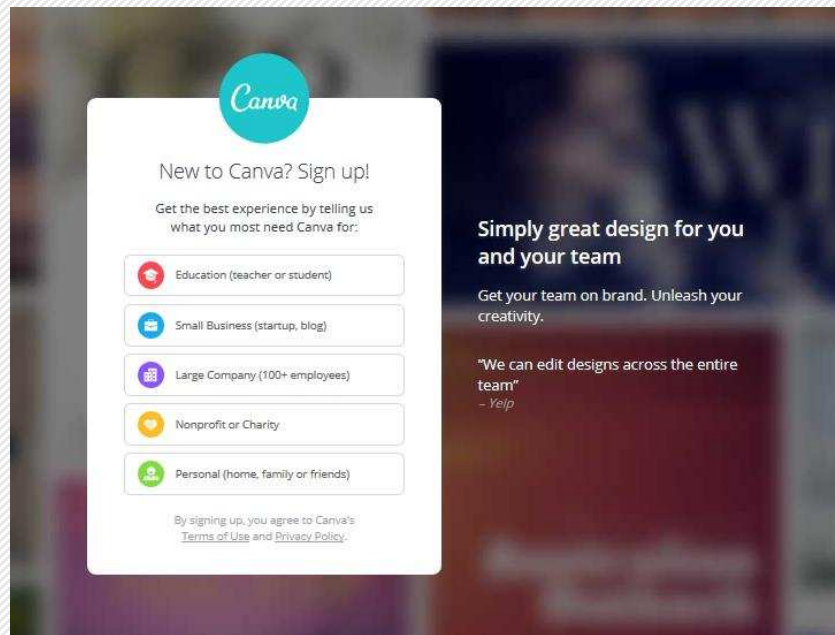 Canva
New to Canva? Sign up!
Get the best experience by telling us
what you most need Canva for:
Education (teacher or student)
Small Business (startup, blog)
Large Company (100+ employees)
Nonprofit or Charity
Personal (home, family or friends)
By signing up, you agree to Canva's
Terms of Use and Privacy Policy.
Simply great design for you
and your team
Get your team on brand. Unleash your
creativity.
"We can edit designs across the entire
team"
– Yelp